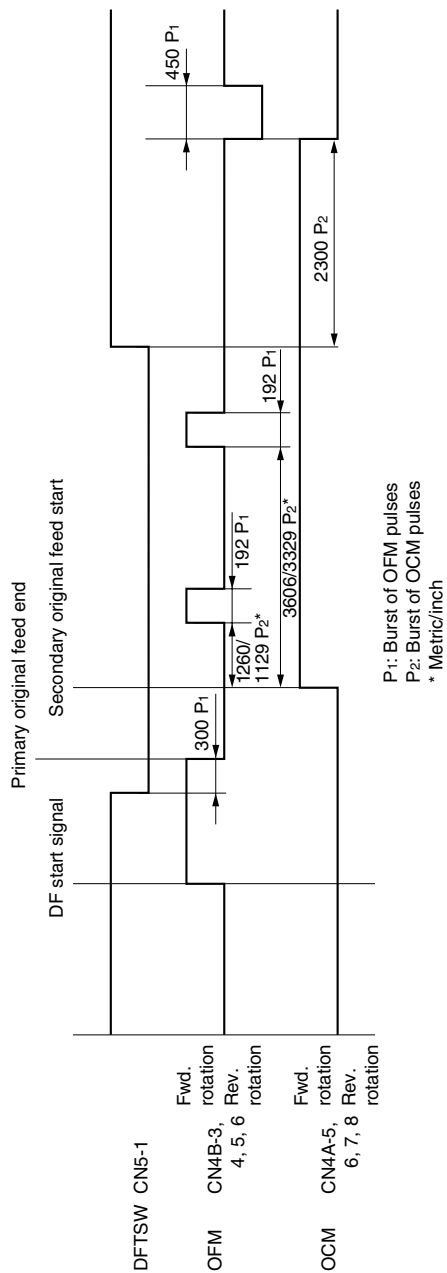 Primary original feed end
DF start signal
Secondary original feed start
DFTSW CN5-1
300 P1
192 P1
1260/
1129 P2*
3606/3329 P2*
192 P1
450 P1
OFM
CN4B-3,
4, 5, 6
Fwd.
rotation
Rev.
rotation
2300 P2
OCM
CN4A-5,
6, 7, 8
Fwd.
rotation
Rev.
rotation
P1: Burst of OFM pulses
P2: Burst of OCM pulses
* Metric/inch